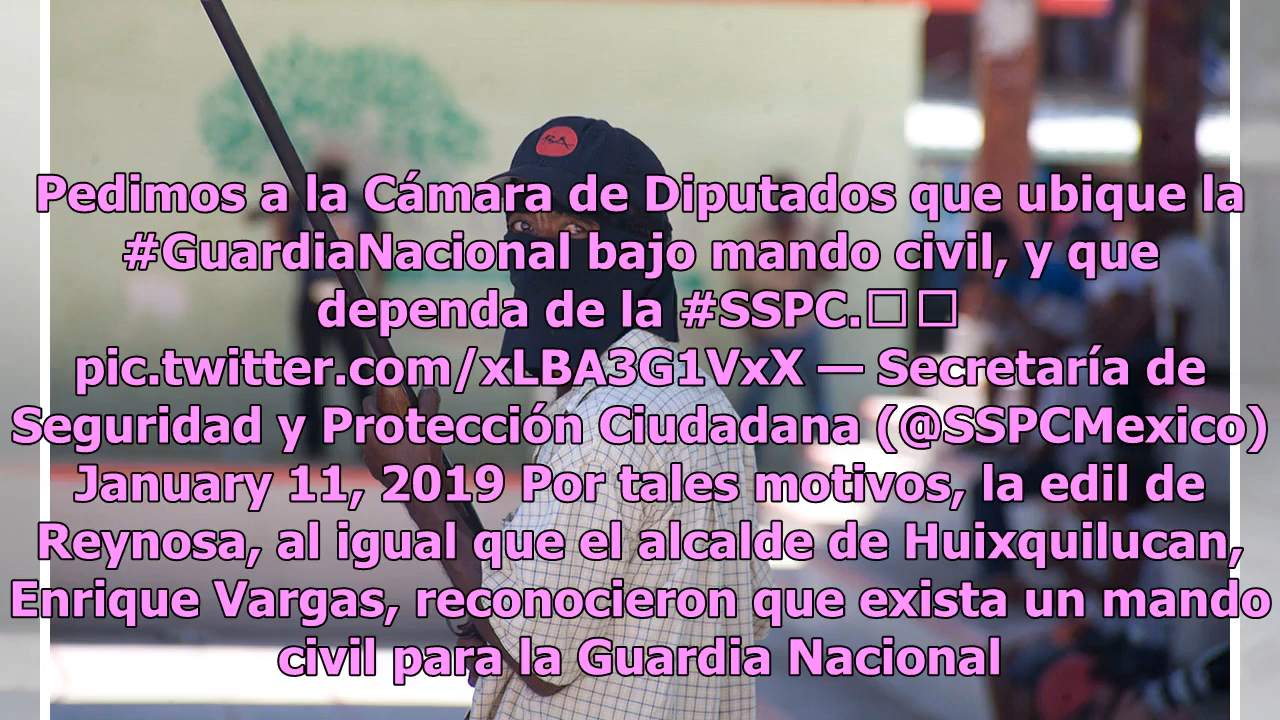 Pedimos a la Cámara de Diputados que ubique la
#GuardiaNacional bajo mando civil, y que
dependa de la #SSPC.□□
pic.twitter.com/xLBA3G1VxX — Secretaría de
Seguridad y Protección Ciudadana (@SSPCMexico)
January 11, 2019 Por tales motivos, la edil de
Reynosa, al igual que el alcalde de Huixquilucan,
Enrique Vargas, reconocieron que exista un mando
civil para la Guardia Nacional